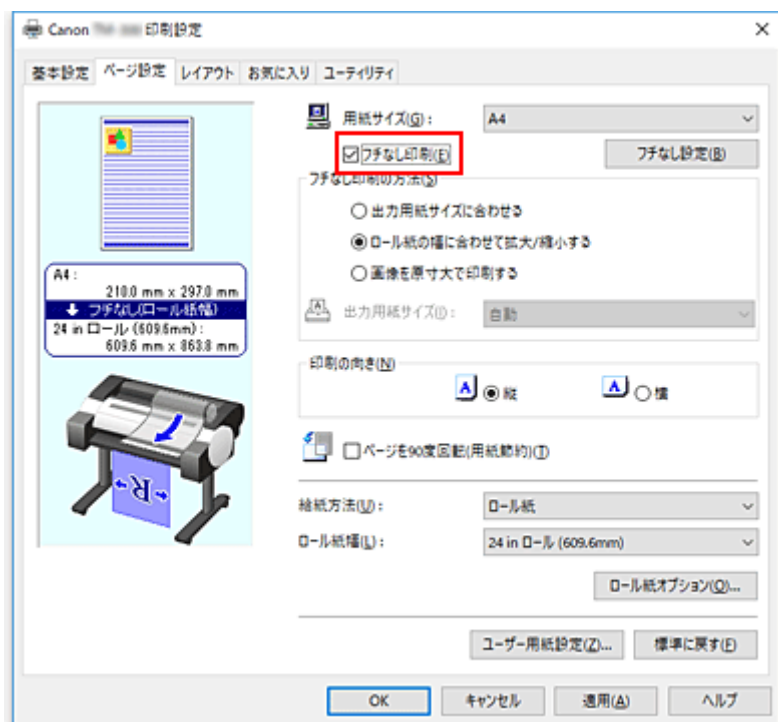 Canon 印刷設定
基本設定 ページ設定 レイアウト お気に入り ユーティリティ
用紙サイズ(G): A4
フチなし印刷(E) フチなし設定(B)
フチなし印刷の方法(S)
出力用紙サイズに合わせる
ロール紙の幅に合わせて拡大/縮小する
画像を原寸大で印刷する
出力用紙サイズ(I): 自動
A4:
210.0 mm x 297.0 mm
フチなし(ロール紙幅)
24 in ロール (609.6mm):
609.6 mm x 863.8 mm
R
印刷の向き(N)
A 縦 A 横
ページを90度回転(用紙節約)(T)
給紙方法(U): ロール紙
ロール紙幅(L): 24 in ロール (609.6mm)
ロール紙オプション(O)...
ユーザー用紙設定(Z)... 標準に戻す(F)
OK キャンセル 適用(A) ヘルプ